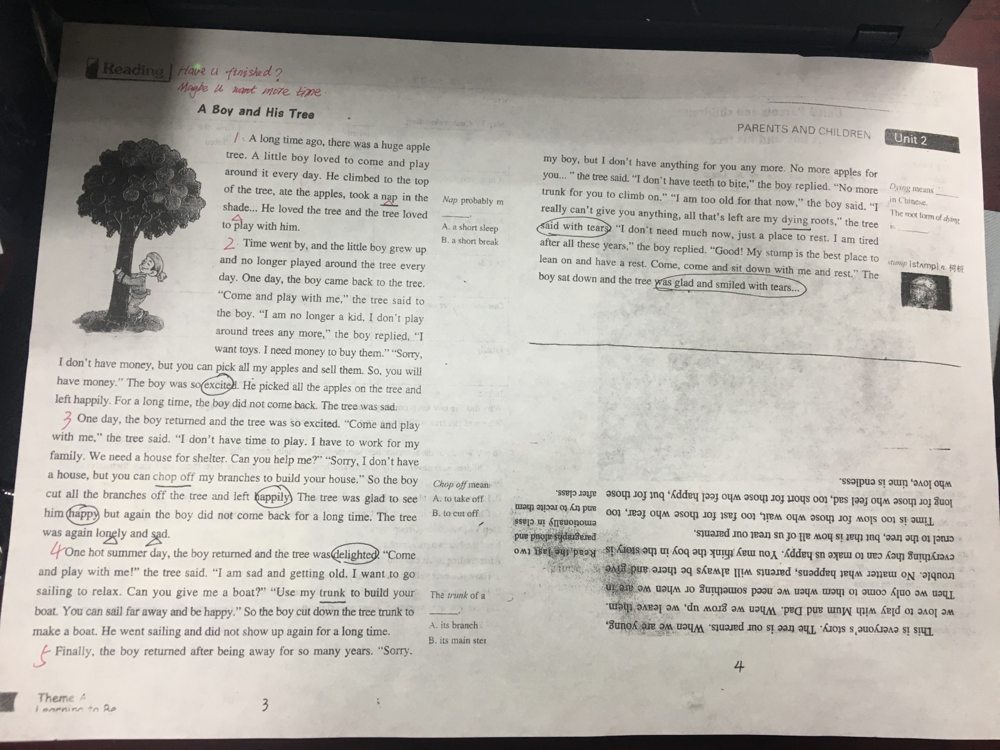 Reading
Have u finished?
Maybe u want more time.
A Boy and His Tree
1. A long time ago, there was a huge apple
tree. A little boy loved to come and play
around it every day. He climbed to the top
of the tree, ate the apples, took a nap in the
shade... He loved the tree and the tree loved
to play with him.
2. Time went by, and the little boy grew up
and no longer played around the tree every
day. One day, the boy came back to the tree.
“Come and play with me,” the tree said to
the boy. “I am no longer a kid, I don’t play
around trees any more,” the boy replied, “I
want toys. I need money to buy them.” “Sorry,
I don’t have money, but you can pick all my apples and sell them. So, you will
have money.” The boy was so excited. He picked all the apples on the tree and
left happily. For a long time, the boy did not come back. The tree was sad.
3 One day, the boy returned and the tree was so excited. “Come and play
with me,” the tree said. “I don’t have time to play. I have to work for my
family. We need a house for shelter. Can you help me?” “Sorry, I don’t have
a house, but you can chop off my branches to build your house.” So the boy
cut all the branches off the tree and left happily. The tree was glad to see
him happy but again the boy did not come back for a long time. The tree
was again lonely and sad.
4 One hot summer day, the boy returned and the tree was delighted. “Come
and play with me!” the tree said. “I am sad and getting old. I want to go
sailing to relax. Can you give me a boat?” “Use my trunk to build your
boat. You can sail far away and be happy.” So the boy cut down the tree trunk to
make a boat. He went sailing and did not show up again for a long time.
5 Finally, the boy returned after being away for so many years. “Sorry.
Nap probably m
______.
A. a short sleep
B. a short break
Chop off mean
A. to take off
B. to cut off
The trunk of a
______.
A. its branch
B. its main ster
Theme A
Learning to Be
3
PARENTS AND CHILDREN
Unit 2
my boy, but I don’t have anything for you any more. No more apples for
you... ” the tree said. “I don’t have teeth to bite,” the boy replied. “No more
trunk for you to climb on.” “I am too old for that now,” the boy said. “I
really can’t give you anything, all that’s left are my dying roots,” the tree
said with tears. “I don’t need much now, just a place to rest. I am tired
after all these years,” the boy replied. “Good! My stump is the best place to
lean on and have a rest. Come, come and sit down with me and rest.” The
boy sat down and the tree was glad and smiled with tears...
Dying means ____
in Chinese.
The root form of dying
is ______.
stump |stʌmp| n. 树桩
This is everyone’s story. The tree is our parents. When we are young,
we love to play with Mum and Dad. When we grow up, we leave them.
Then we only come to them when we need something or when we are in
trouble. No matter what happens, parents will always be there and give
everything they can to make us happy. You may think the boy in the story is
cruel to the tree, but that is how all of us treat our parents.
Time is too slow for those who wait, too fast for those who fear, too
long for those who feel sad, too short for those who feel happy, but for those
who love, time is endless.
Read the last two
paragraphs aloud and
emotionally in class
and try to recite them
after class.
4